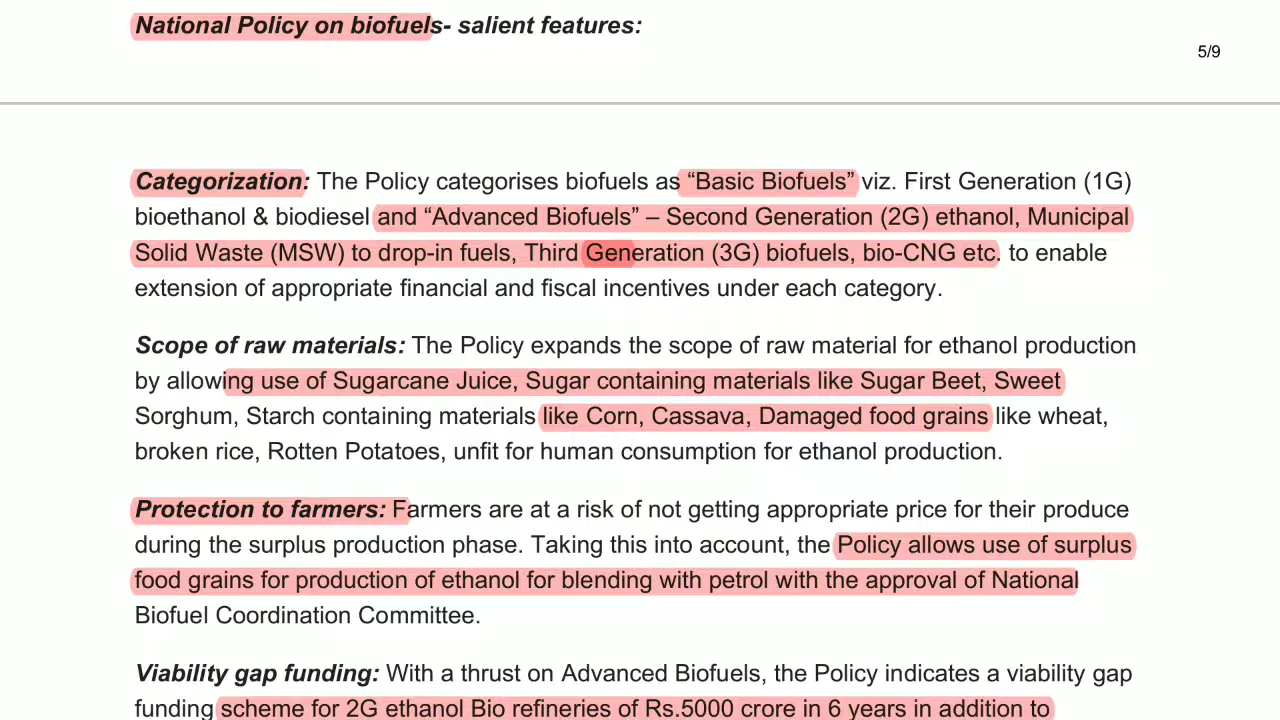 National Policy on biofuels- salient features:
5/9
Categorization: The Policy categorises biofuels as “Basic Biofuels” viz. First Generation (1G)
bioethanol & biodiesel and “Advanced Biofuels” – Second Generation (2G) ethanol, Municipal
Solid Waste (MSW) to drop-in fuels, Third Generation (3G) biofuels, bio-CNG etc. to enable
extension of appropriate financial and fiscal incentives under each category.
Scope of raw materials: The Policy expands the scope of raw material for ethanol production
by allowing use of Sugarcane Juice, Sugar containing materials like Sugar Beet, Sweet
Sorghum, Starch containing materials like Corn, Cassava, Damaged food grains like wheat,
broken rice, Rotten Potatoes, unfit for human consumption for ethanol production.
Protection to farmers: Farmers are at a risk of not getting appropriate price for their produce
during the surplus production phase. Taking this into account, the Policy allows use of surplus
food grains for production of ethanol for blending with petrol with the approval of National
Biofuel Coordination Committee.
Viability gap funding: With a thrust on Advanced Biofuels, the Policy indicates a viability gap
funding scheme for 2G ethanol Bio refineries of Rs.5000 crore in 6 years in addition to